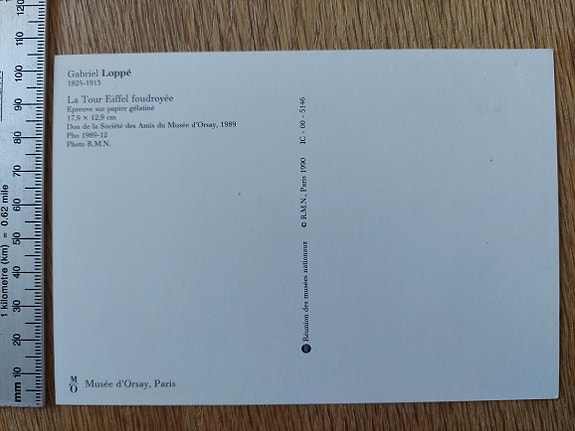 Gabriel Loppé
1825-1913
La Tour Eiffel foudroyée
Epreuve sur papier gélatiné
17,9 × 12,9 cm
Don de la Société des Amis du Musée d'Orsay, 1989
Pho 1989-12
Photo R.M.N.
Réunion des musées nationaux © R.M.N., Paris 1990 IC - 00 - 5146
M
O
Musée d'Orsay, Paris
1 kilometre (km) = 0.62 mile
mm 10 20 30 40 50 60 70 80 90 100 110